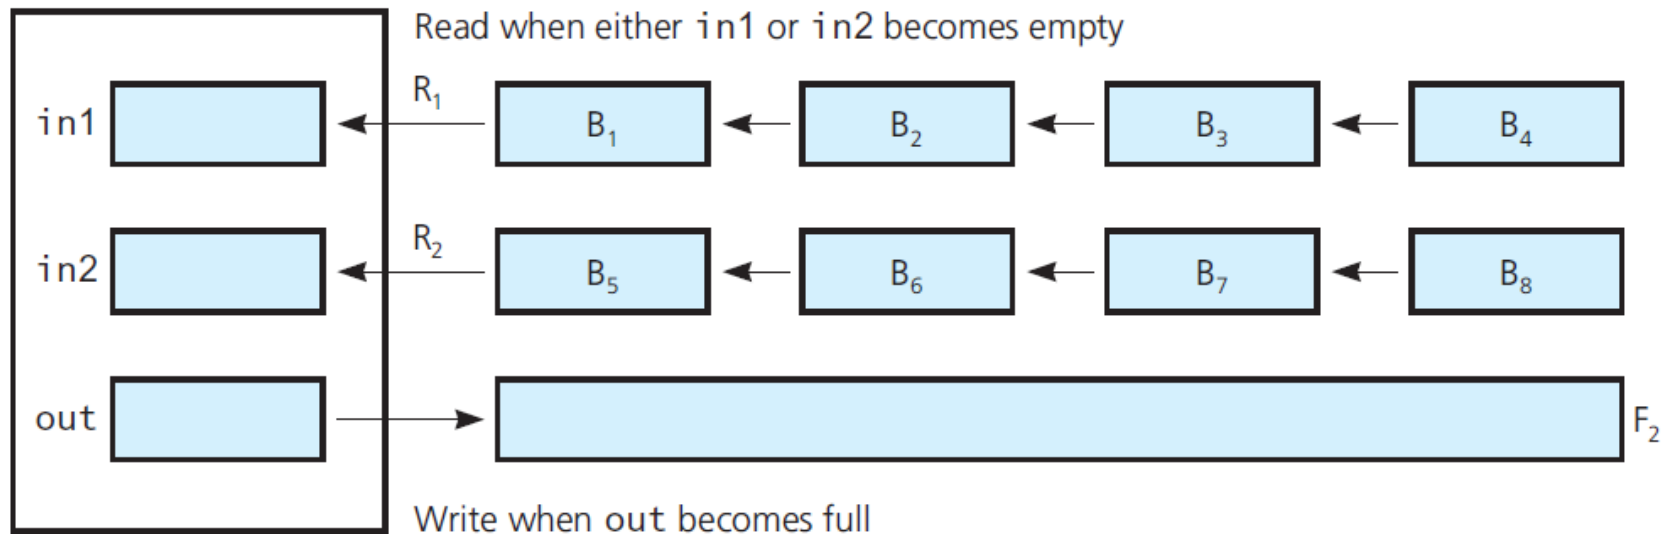 Read when either in1 or in2 becomes empty
in1 R₁ B₁ B₂ B₃ B₄
in2 R₂ B₅ B₆ B₇ B₈
out F₂
Write when out becomes full